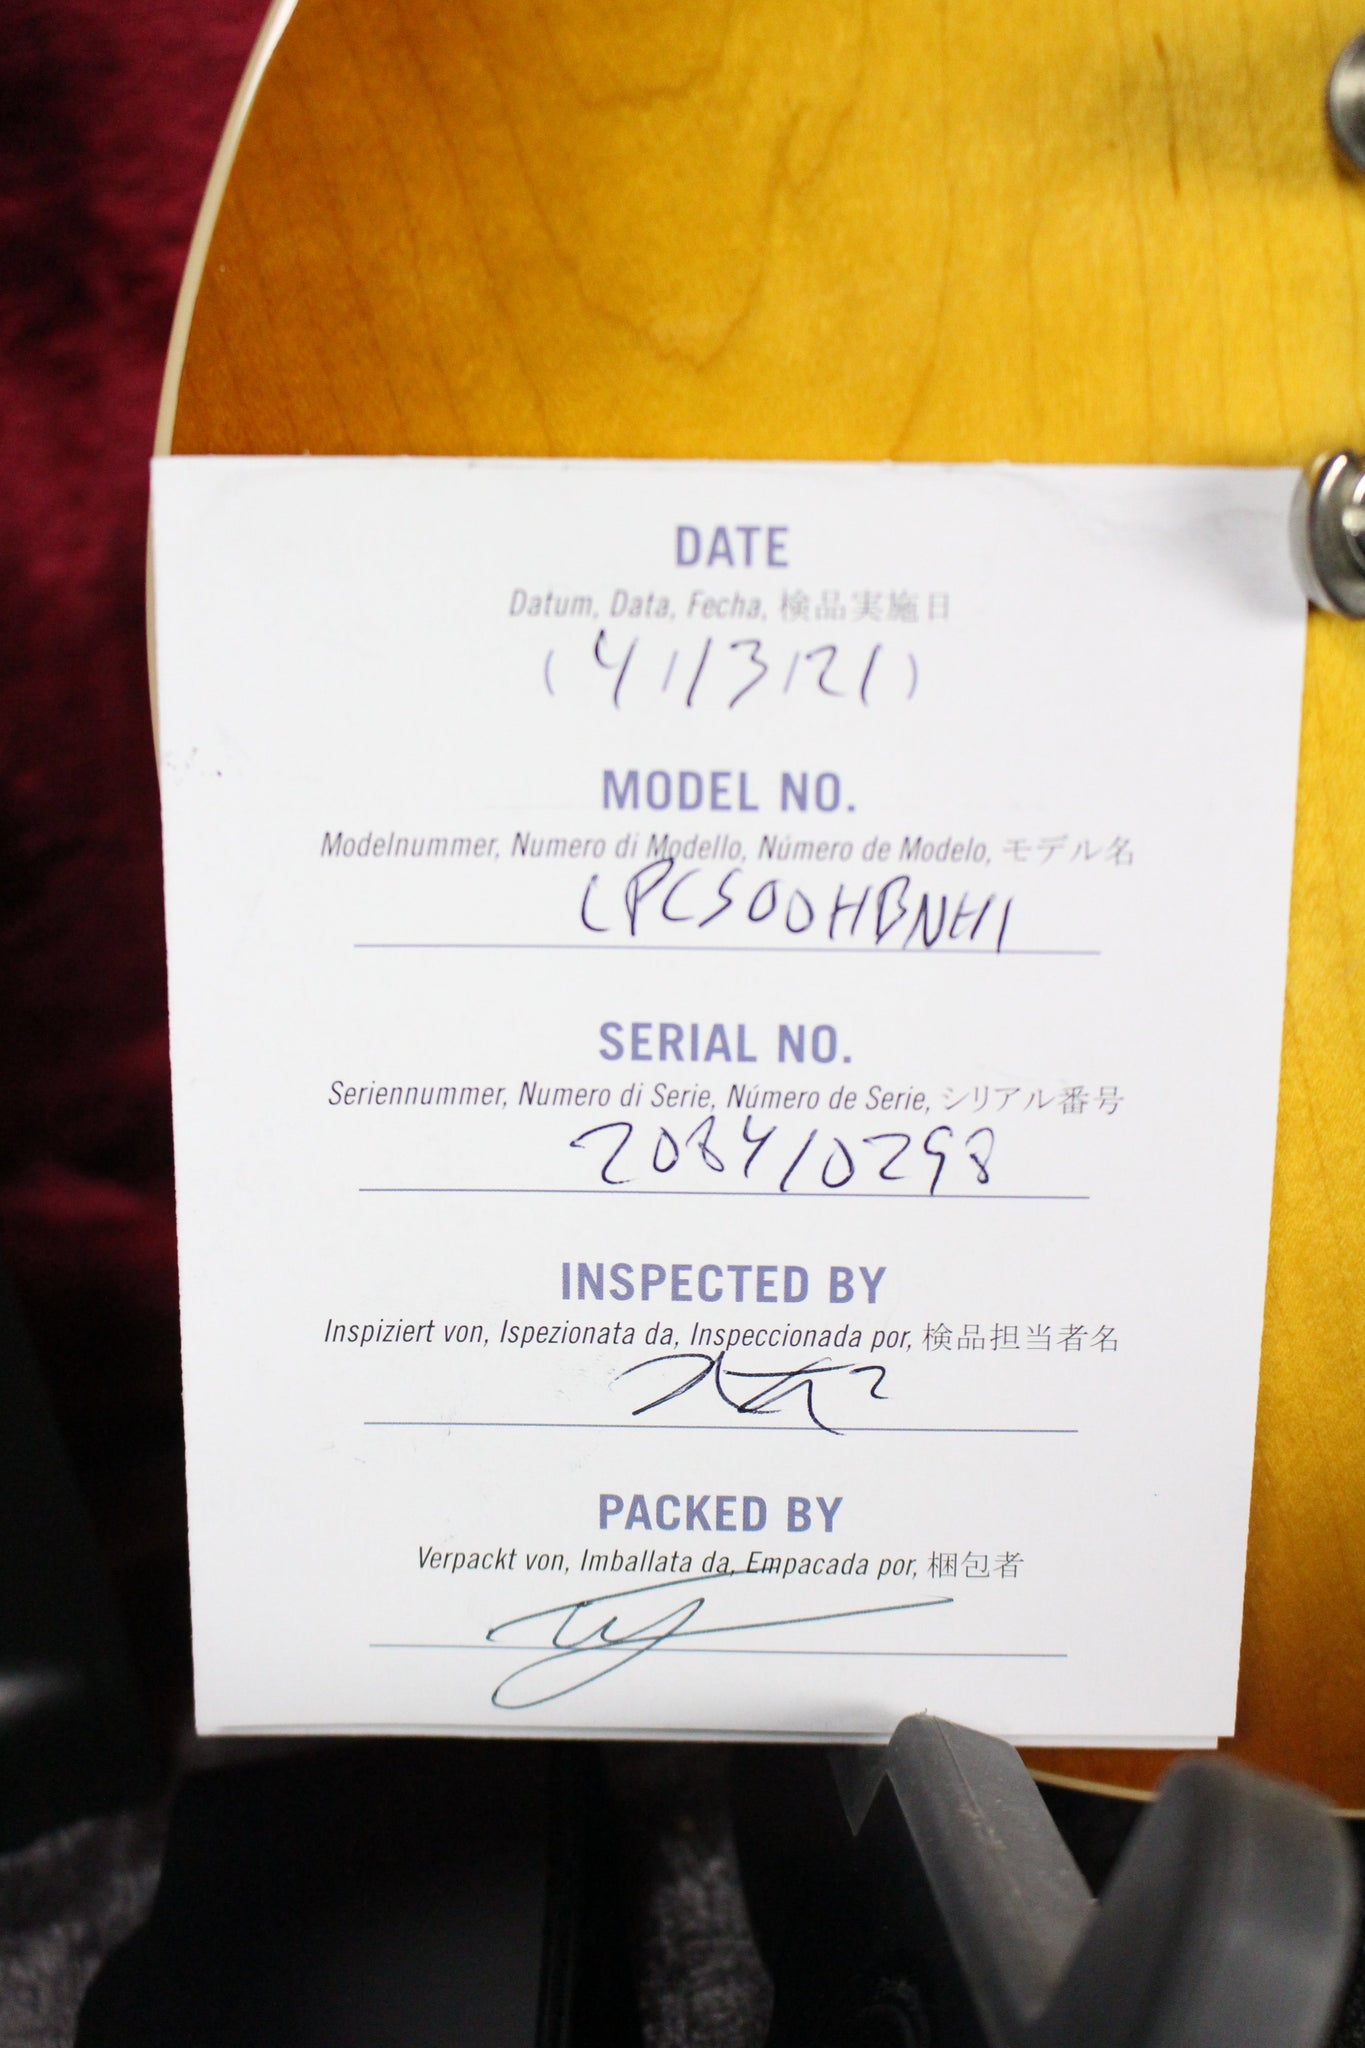 DATE
Datum, Data, Fecha, 検品実施日
( 4 / 13 / 21 )
MODEL NO.
Modelnummer, Numero di Modello, Número de Modelo, モデル名
LPCS00HBNH1
SERIAL NO.
Seriennummer, Numero di Serie, Número de Serie, シリアル番号
208410298
INSPECTED BY
Inspiziert von, Ispezionata da, Inspeccionada por, 検品担当者名
PACKED BY
Verpackt von, Imballata da, Empacada por, 梱包者